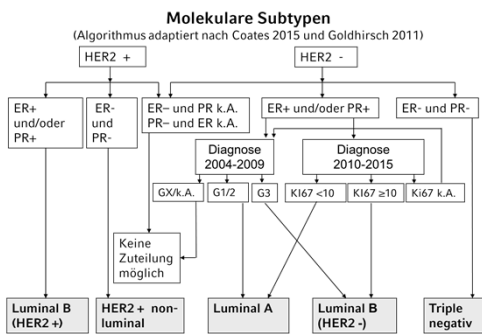 Molekulare Subtypen
(Algorithmus adaptiert nach Coates 2015 und Goldhirsch 2011)
HER2 +
HER2 -
ER+
und/oder
PR+
ER-
und
PR-
ER– und PR k.A.
PR– und ER k.A.
ER+ und/oder PR+
ER- und PR-
Diagnose
2004-2009
Diagnose
2010-2015
GX/k.A.
G1/2
G3
KI67 <10
KI67 ≥10
Ki67 k.A.
Keine
Zuteilung
möglich
Luminal B
(HER2 +)
HER2 + non-
luminal
Luminal A
Luminal B
(HER2 -)
Triple
negativ